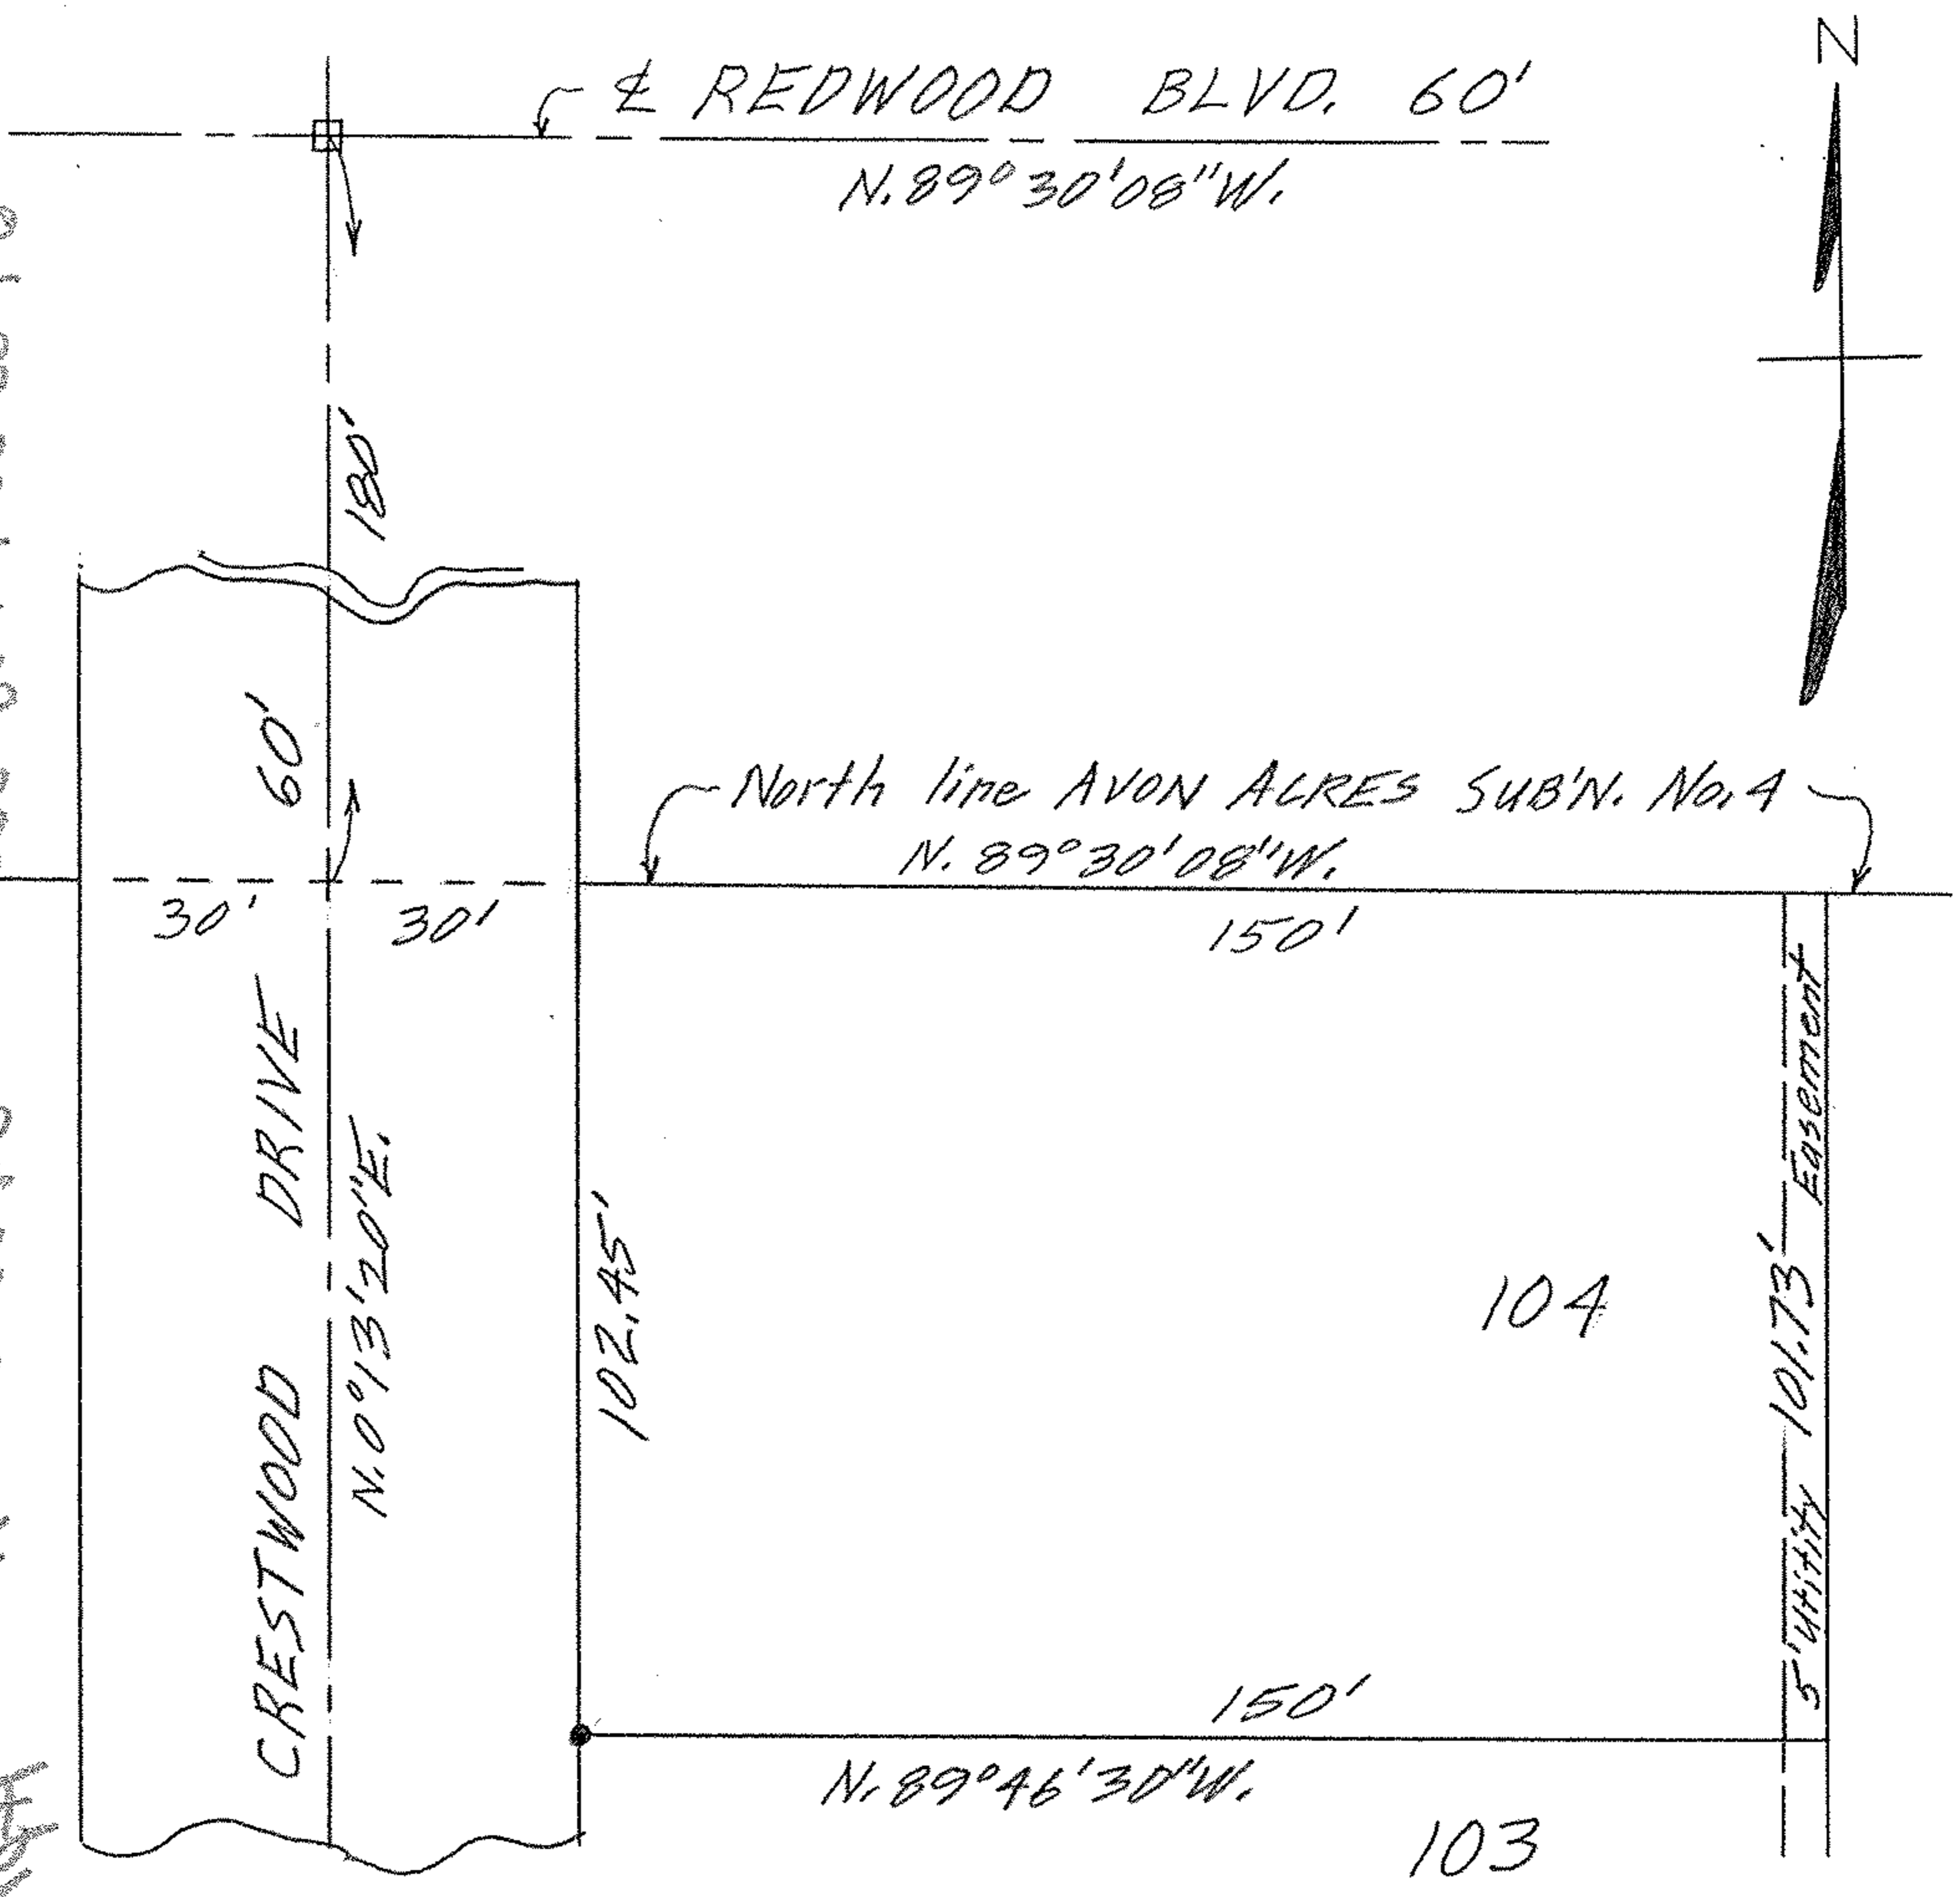 N
℄ REDWOOD BLVD. 60'
N. 89° 30' 08" W.
180'
60'
North line AVON ACRES SUB'N. No. 4
N. 89° 30' 08" W.
30' 30'
150'
CRESTWOOD DRIVE
N. 0° 13' 20" E.
102.45'
104
5' Utility Easement
101.73'
150'
N. 89° 46' 30" W.
103